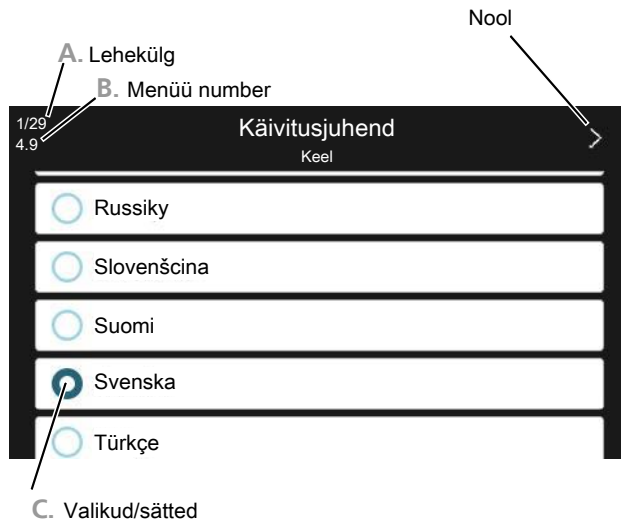 Nool
A. Lehekülg
B. Menüü number
1/29
Käivitusjuhend
>
4.9
Keel
Russiky
Slovenšcina
Suomi
Svenska
Türkçe
C. Valikud/sätted